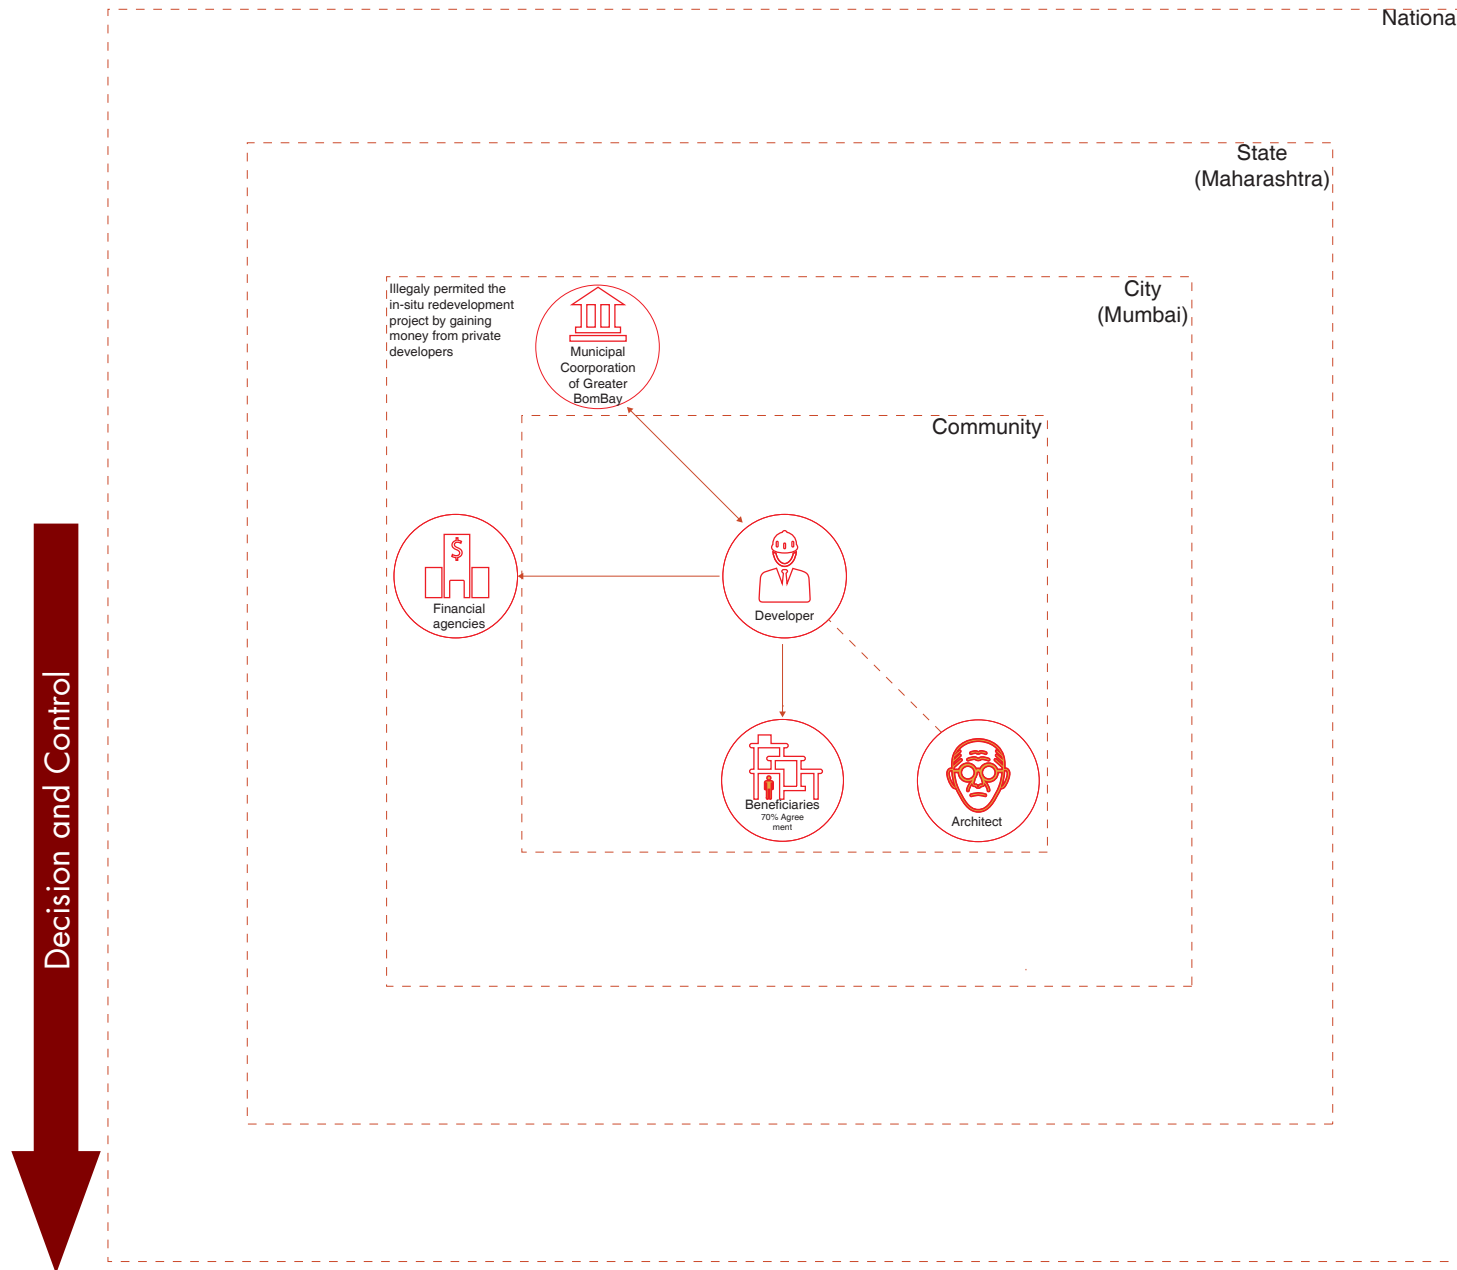 Nationa
State
(Maharashtra)
City
(Mumbai)
Illegaly permited the
in-situ redevelopment
project by gaining
money from private
developers
Municipal
Coorporation
of Greater
BomBay
Community
$
Financial
agencies
Developer
Beneficiaries
70% Agree
ment
Architect
Decision and Control